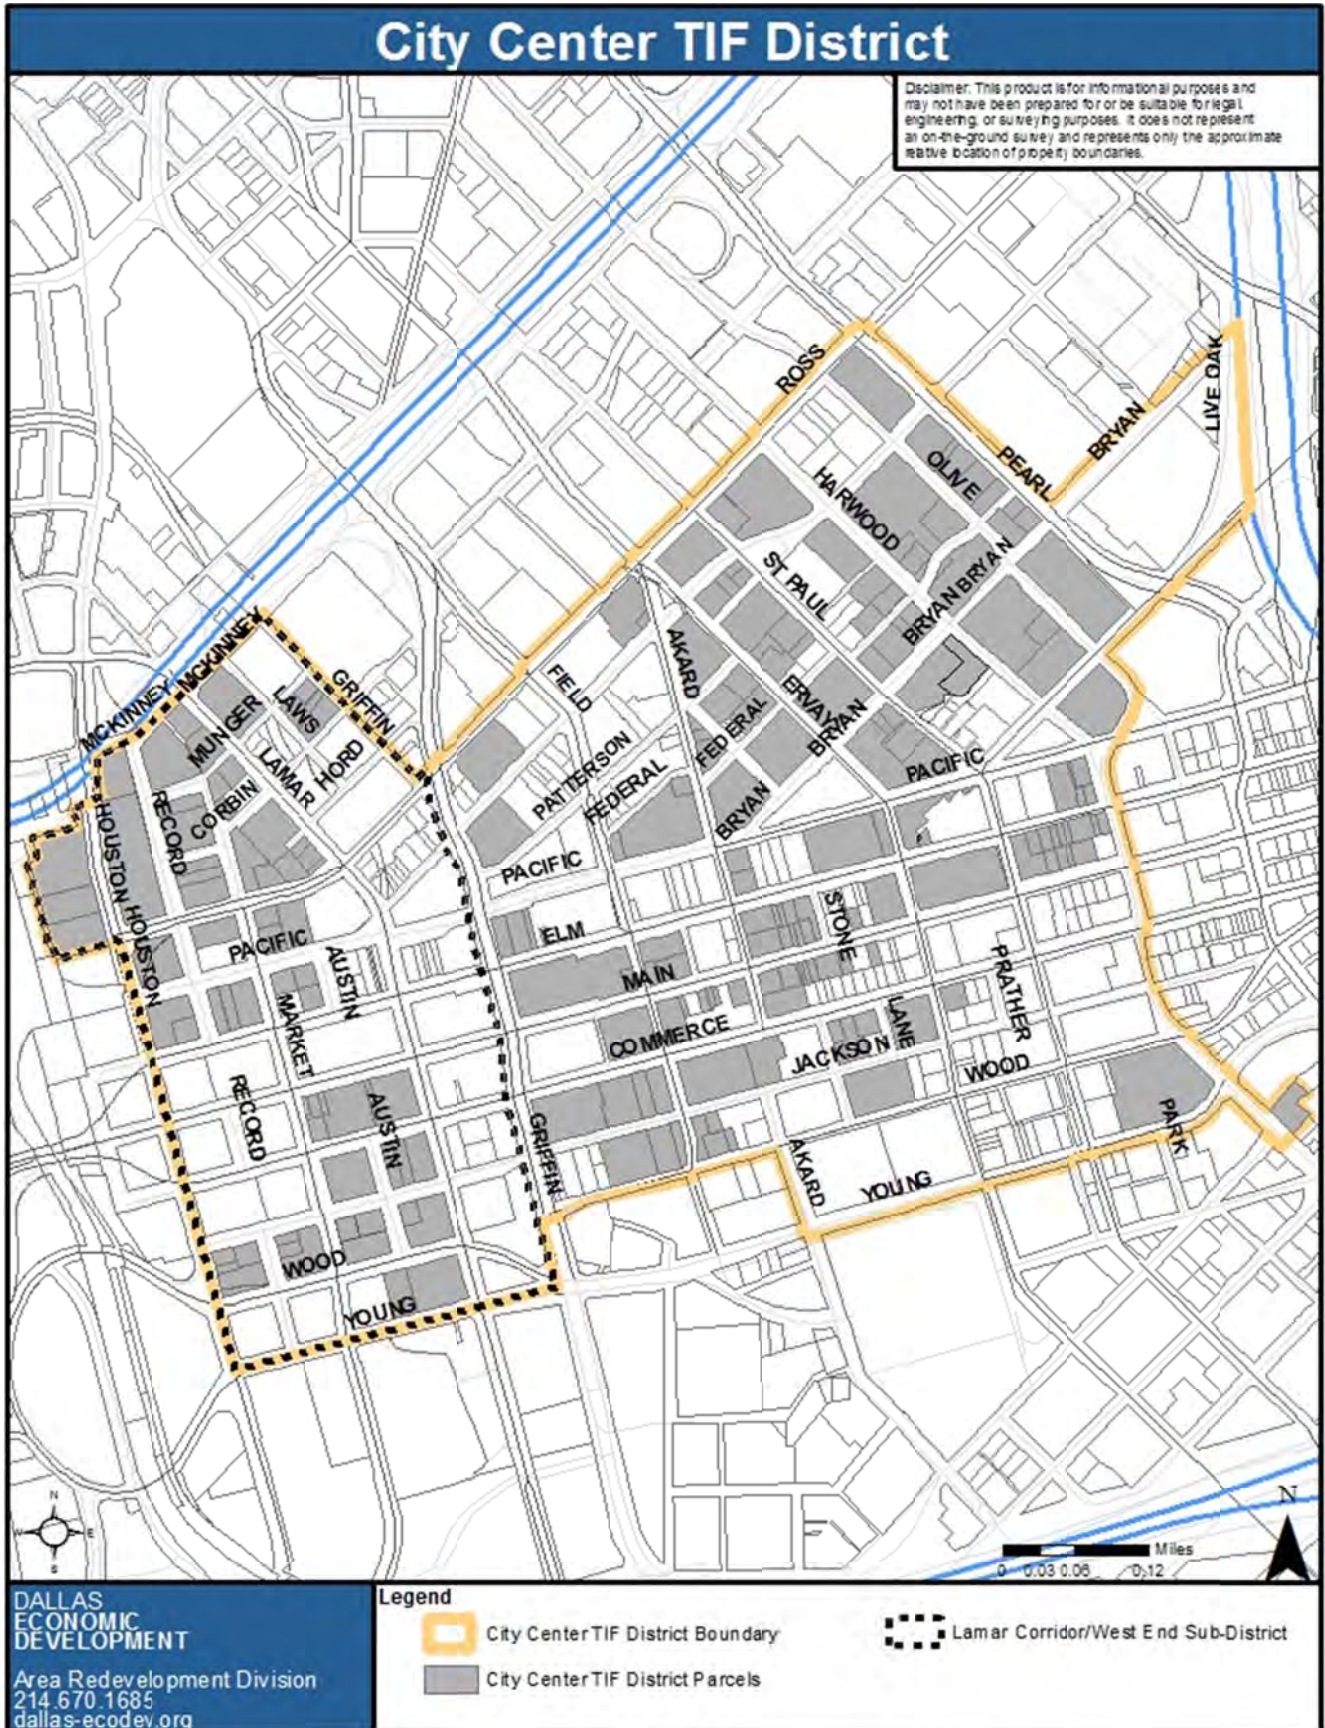 City Center TIF District
Disclaimer: This product is for informational purposes and
may not have been prepared for or be suitable for legal,
engineering, or surveying purposes. It does not represent
an on-the-ground survey and represents only the approximate
relative location of property boundaries.
ROSS
LIVE OAK
BRYAN
PEARL
OLIVE
HARWOOD
BRYAN
ST PAUL
BRYAN
MCKINNEY
MCKINNEY
GRIFFIN
LAWS
MUNGER
LAMAR
HORD
CORBIN
RECORD
HOUSTON
FIELD
AKARD
ERVAY
FEDERAL
BRYAN
PATTERSON
FEDERAL
BRYAN
PACIFIC
PACIFIC
HOUSTON
PACIFIC
AUSTIN
ELM
STONE
MAIN
PRATHER
MARKET
COMMERCE
LANE
JACKSON
WOOD
RECORD
AUSTIN
GRIFFIN
AKARD
PARK
YOUNG
WOOD
YOUNG
N
W
E
S
N
Miles
0 0.03 0.06 0.12
DALLAS
ECONOMIC
DEVELOPMENT
Area Redevelopment Division
214.670.1685
dallas-ecodev.org
Legend
City Center TIF District Boundary
Lamar Corridor/West End Sub-District
City Center TIF District Parcels